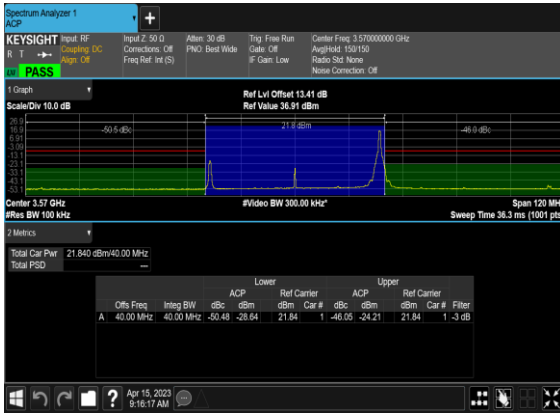 Spectrum Analyzer 1
ACP
+
KEYSIGHT Input: RF Input Z: 50 Ω Atten: 30 dB Trig: Free Run Center Freq: 3.570000000 GHz
R T Coupling: DC Corrections: Off PNO: Best Wide Gate: Off Avg|Hold: 150/150
Align: Off Freq Ref: Int (S) IF Gain: Low Radio Std: None
PASS Noise Correction: Off
1 Graph
Scale/Div 10.0 dB
Ref Lvl Offset 13.41 dB
Ref Value 36.91 dBm
26.9
16.9 -50.5 dBc 21.8 dBm -46.0 dBc
6.91
-3.09
-13.1
-23.1
-33.1
-43.1
-53.1
Center 3.57 GHz #Video BW 300.00 kHz* Span 120 MH
#Res BW 100 kHz Sweep Time 36.3 ms (1001 pts
2 Metrics
Total Car Pwr 21.840 dBm/40.00 MHz
Total PSD ---
Lower Upper
ACP Ref Carrier ACP Ref Carrier
Offs Freq Integ BW dBc dBm dBm Car # dBc dBm dBm Car # Filter
A 40.00 MHz 40.00 MHz -50.48 -28.64 21.84 1 -46.05 -24.21 21.84 1 -3 dB
? Apr 15, 2023
9:16:17 AM